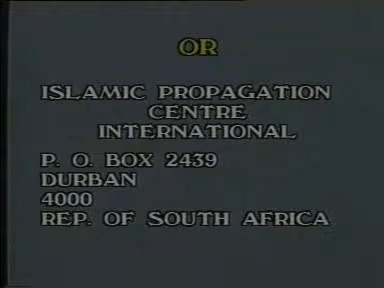 OR
ISLAMIC PROPAGATION
CENTRE
INTERNATIONAL
P. O. BOX 2439
DURBAN
4000
REP. OF SOUTH AFRICA